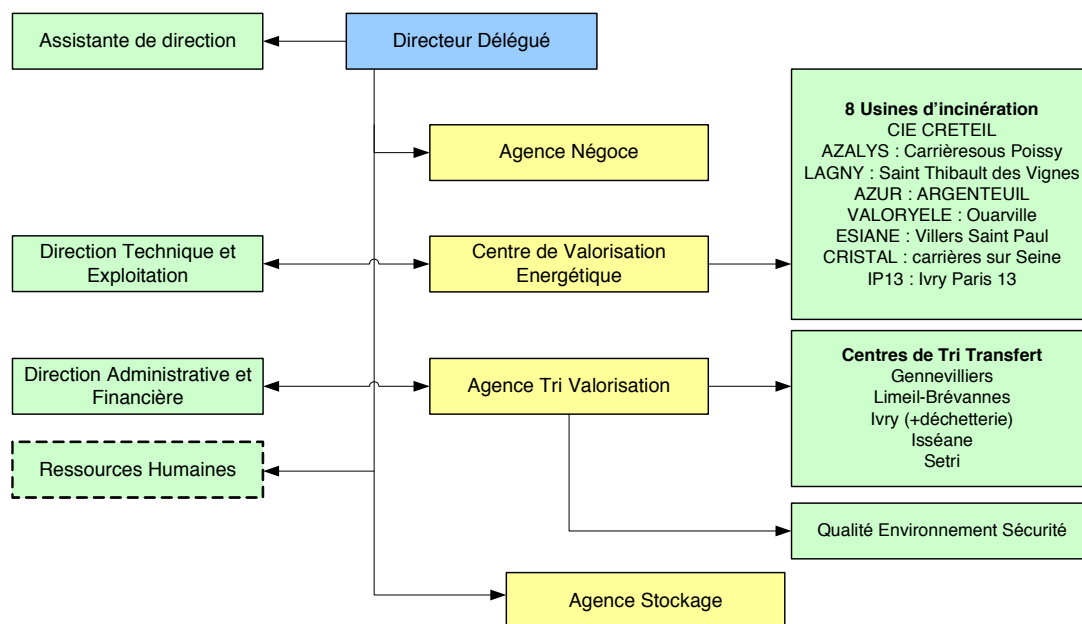 Assistante de direction
Directeur Délégué
Agence Négoce
8 Usines d'incinération
CIE CRETEIL
AZALYS : Carrièresous Poissy
LAGNY : Saint Thibault des Vignes
AZUR : ARGENTEUIL
VALORYELE : Ouarville
ESIANE : Villers Saint Paul
CRISTAL : carrières sur Seine
IP13 : Ivry Paris 13
Direction Technique et
Exploitation
Centre de Valorisation
Energétique
Direction Administrative et
Financière
Agence Tri Valorisation
Centres de Tri Transfert
Gennevilliers
Limeil-Brévannes
Ivry (+déchetterie)
Isséane
Setri
Ressources Humaines
Qualité Environnement Sécurité
Agence Stockage